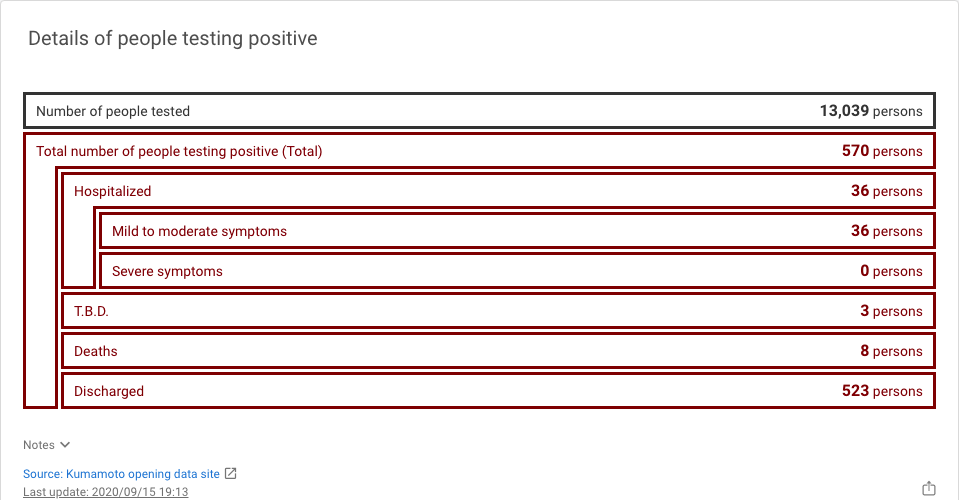 Details of people testing positive
Number of people tested 13,039 persons
Total number of people testing positive (Total) 570 persons
Hospitalized 36 persons
Mild to moderate symptoms 36 persons
Severe symptoms 0 persons
T.B.D. 3 persons
Deaths 8 persons
Discharged 523 persons
Notes
Source: Kumamoto opening data site
Last update: 2020/09/15 19:13